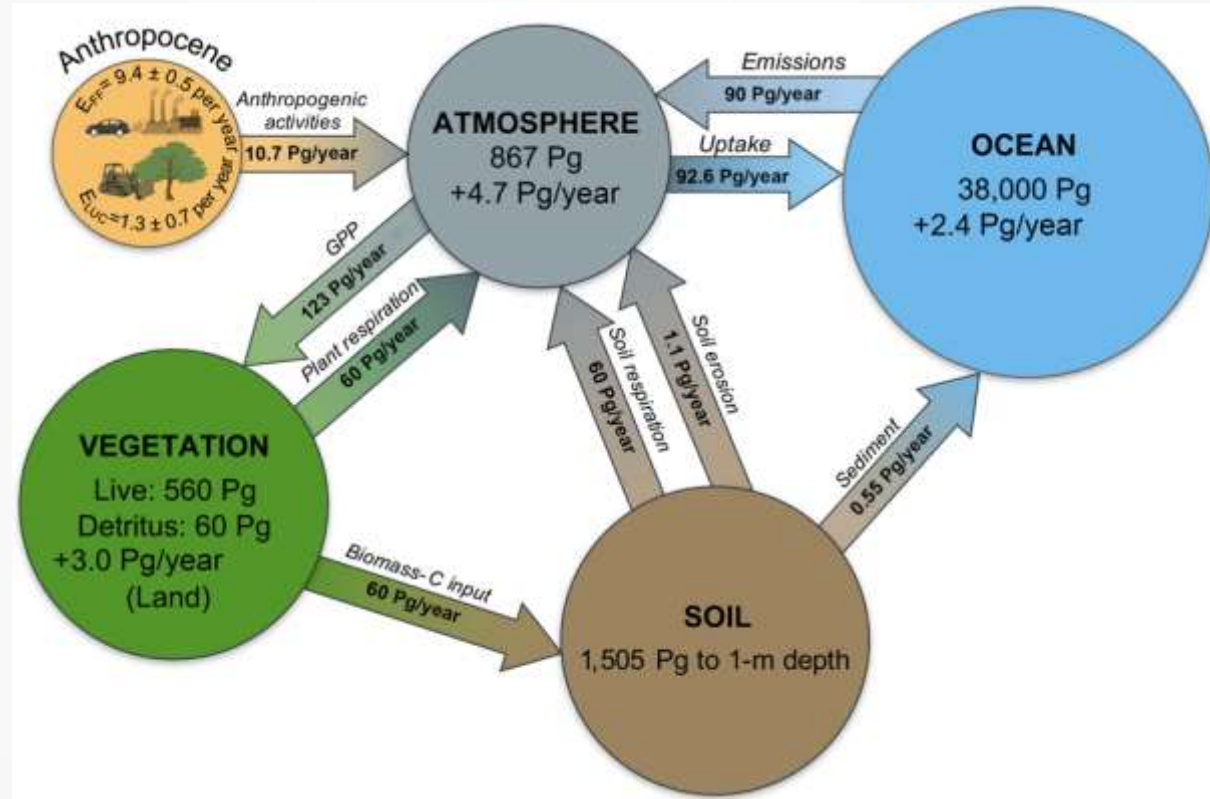 Anthropocene
E_FF= 9.4 ± 0.5 per year
E_LUC=1.3 ± 0.7 per year
Anthropogenic
activities
10.7 Pg/year
ATMOSPHERE
867 Pg
+4.7 Pg/year
Emissions
90 Pg/year
Uptake
92.6 Pg/year
OCEAN
38,000 Pg
+2.4 Pg/year
GPP
123 Pg/year
Plant respiration
60 Pg/year
Soil respiration
60 Pg/year
Soil erosion
1.1 Pg/year
Sediment
0.55 Pg/year
VEGETATION
Live: 560 Pg
Detritus: 60 Pg
+3.0 Pg/year
(Land)
Biomass-C input
60 Pg/year
SOIL
1,505 Pg to 1-m depth